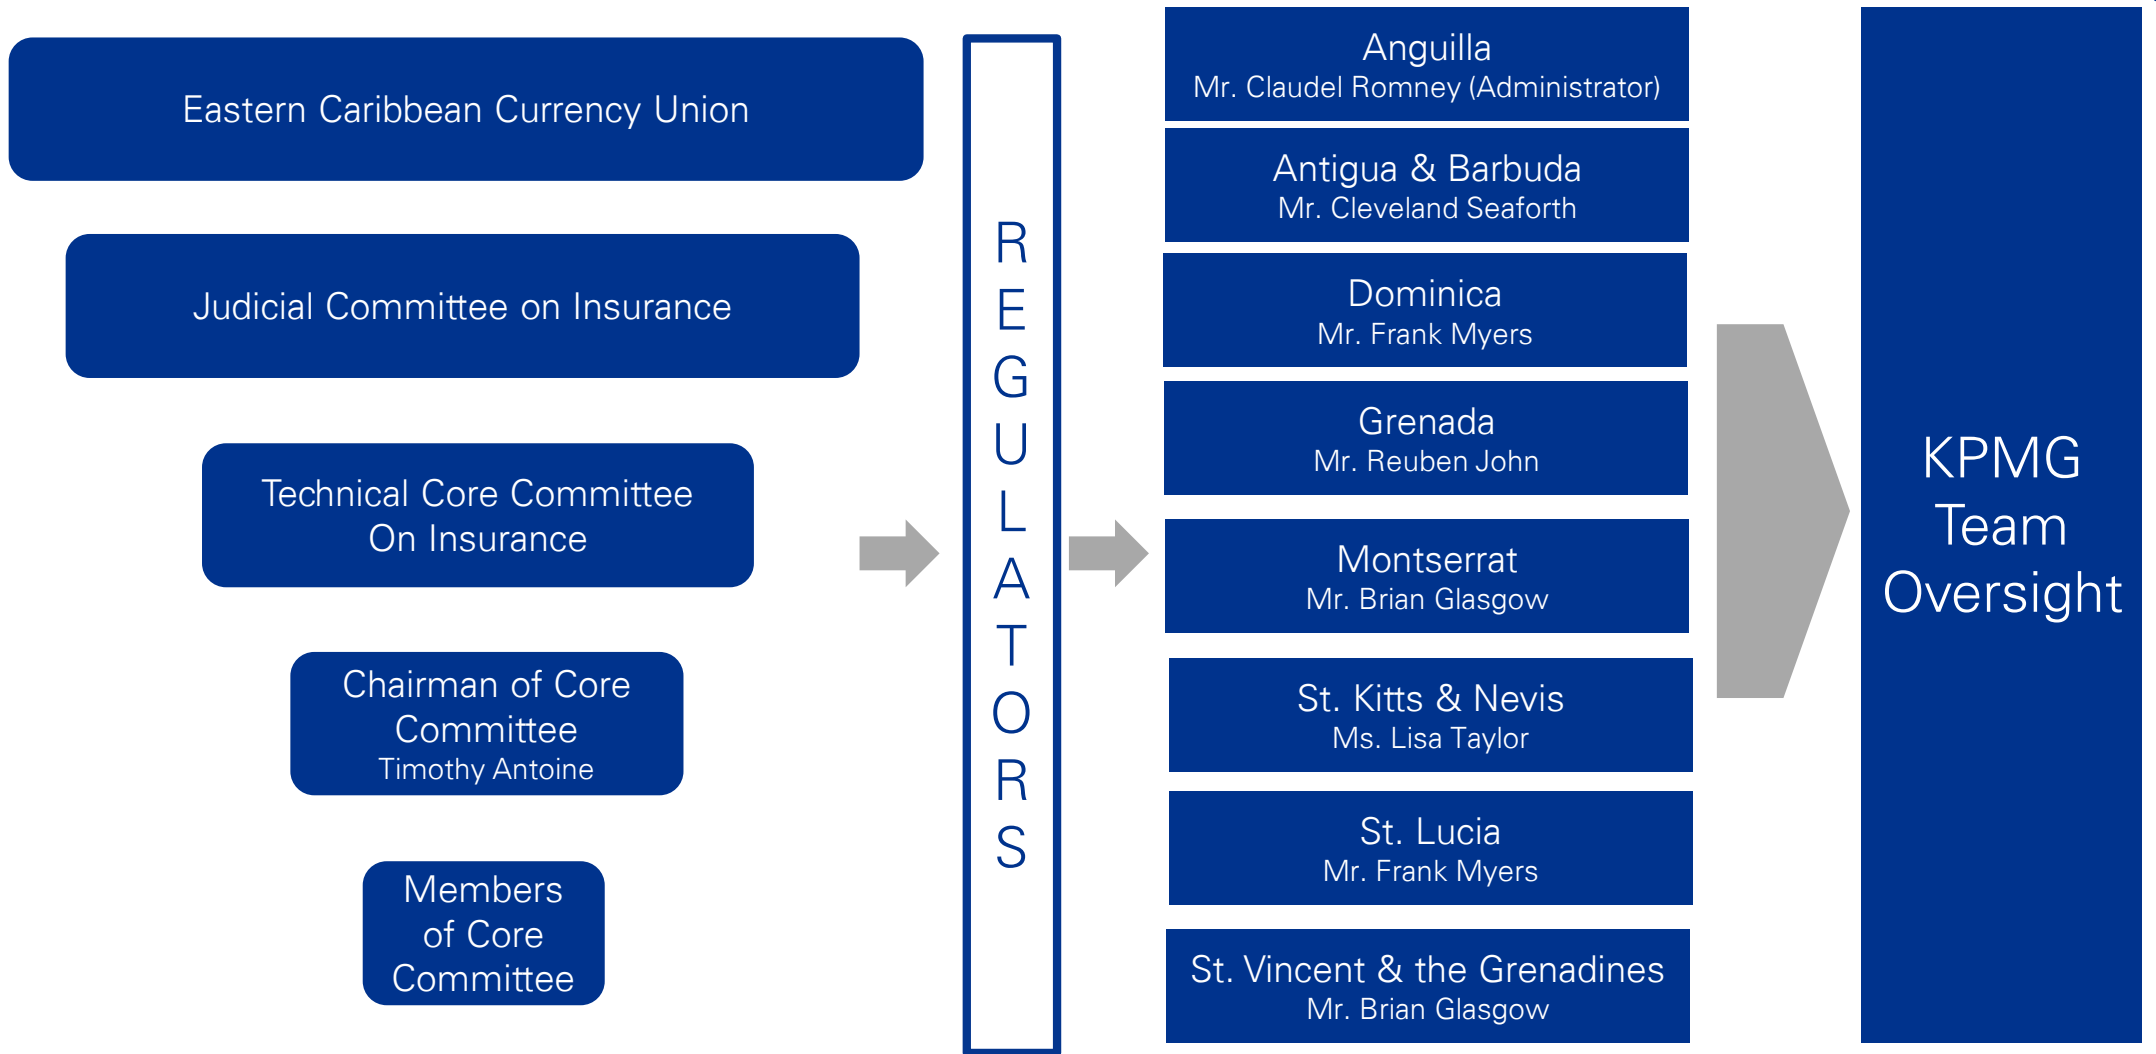 Eastern Caribbean Currency Union
Judicial Committee on Insurance
Technical Core Committee
On Insurance
Chairman of Core
Committee
Timothy Antoine
Members
of Core
Committee
R
E
G
U
L
A
T
O
R
S
Anguilla
Mr. Claudel Romney (Administrator)
Antigua & Barbuda
Mr. Cleveland Seaforth
Dominica
Mr. Frank Myers
Grenada
Mr. Reuben John
Montserrat
Mr. Brian Glasgow
St. Kitts & Nevis
Ms. Lisa Taylor
St. Lucia
Mr. Frank Myers
St. Vincent & the Grenadines
Mr. Brian Glasgow
KPMG
Team
Oversight